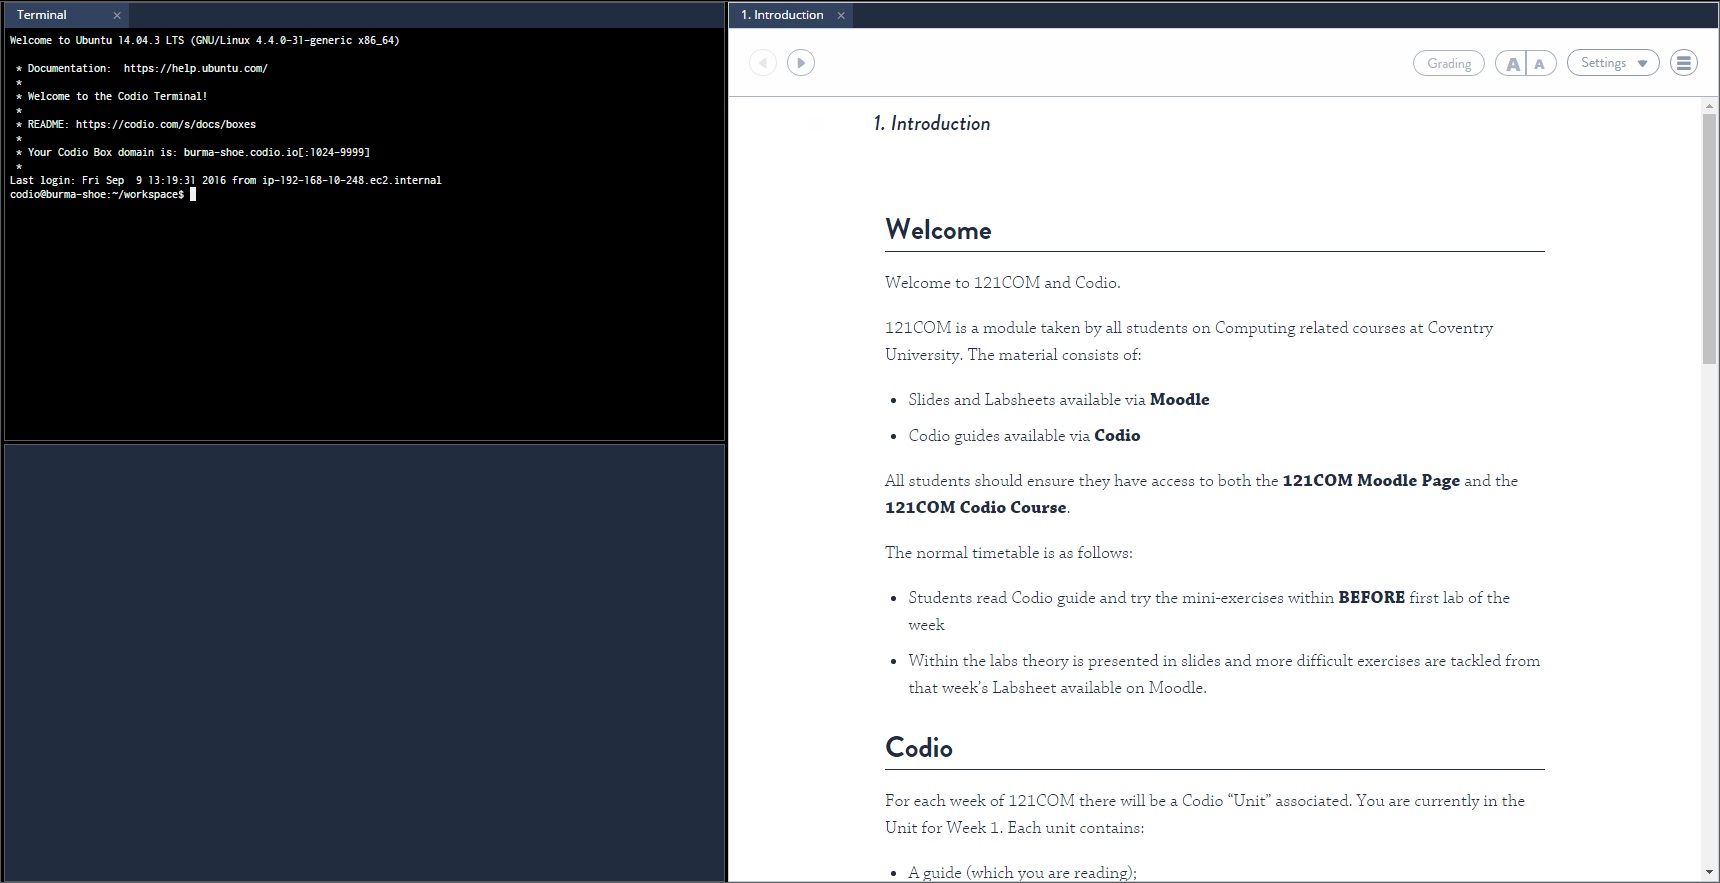 Terminal ×
Welcome to Ubuntu 14.04.3 LTS (GNU/Linux 4.4.0-31-generic x86_64)
* Documentation:  https://help.ubuntu.com/
*
* Welcome to the Codio Terminal!
*
* README: https://codio.com/s/docs/boxes
*
* Your Codio Box domain is: burma-shoe.codio.io[:1024-9999]
*
Last login: Fri Sep  9 13:19:31 2016 from ip-192-168-10-248.ec2.internal
codio@burma-shoe:~/workspace$
1. Introduction ×
Grading A A Settings
1. Introduction
Welcome
Welcome to 121COM and Codio.
121COM is a module taken by all students on Computing related courses at Coventry
University. The material consists of:
• Slides and Labsheets available via Moodle
• Codio guides available via Codio
All students should ensure they have access to both the 121COM Moodle Page and the
121COM Codio Course.
The normal timetable is as follows:
• Students read Codio guide and try the mini-exercises within BEFORE first lab of the
week
• Within the labs theory is presented in slides and more difficult exercises are tackled from
that week’s Labsheet available on Moodle.
Codio
For each week of 121COM there will be a Codio “Unit” associated. You are currently in the
Unit for Week 1. Each unit contains:
• A guide (which you are reading);